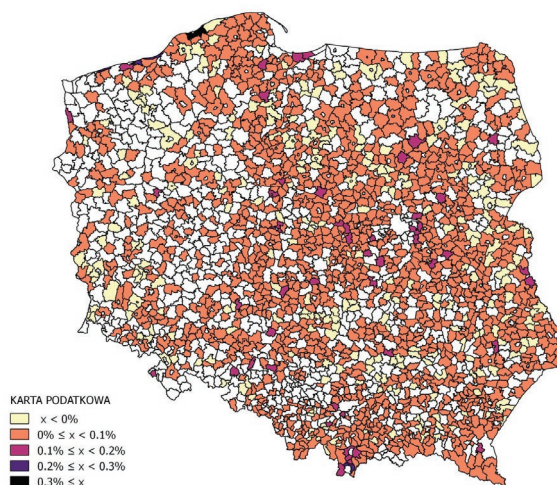 KARTA PODATKOWA
x < 0%
0% ≤ x < 0.1%
0.1% ≤ x < 0.2%
0.2% ≤ x < 0.3%
0.3% ≤ x